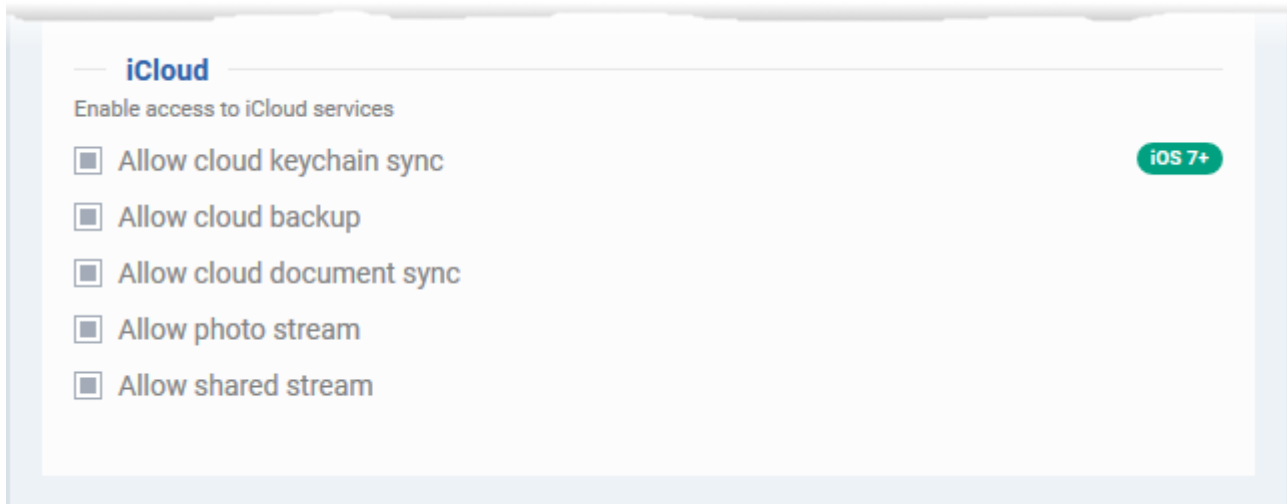 iCloud
Enable access to iCloud services
Allow cloud keychain sync iOS 7+
Allow cloud backup
Allow cloud document sync
Allow photo stream
Allow shared stream